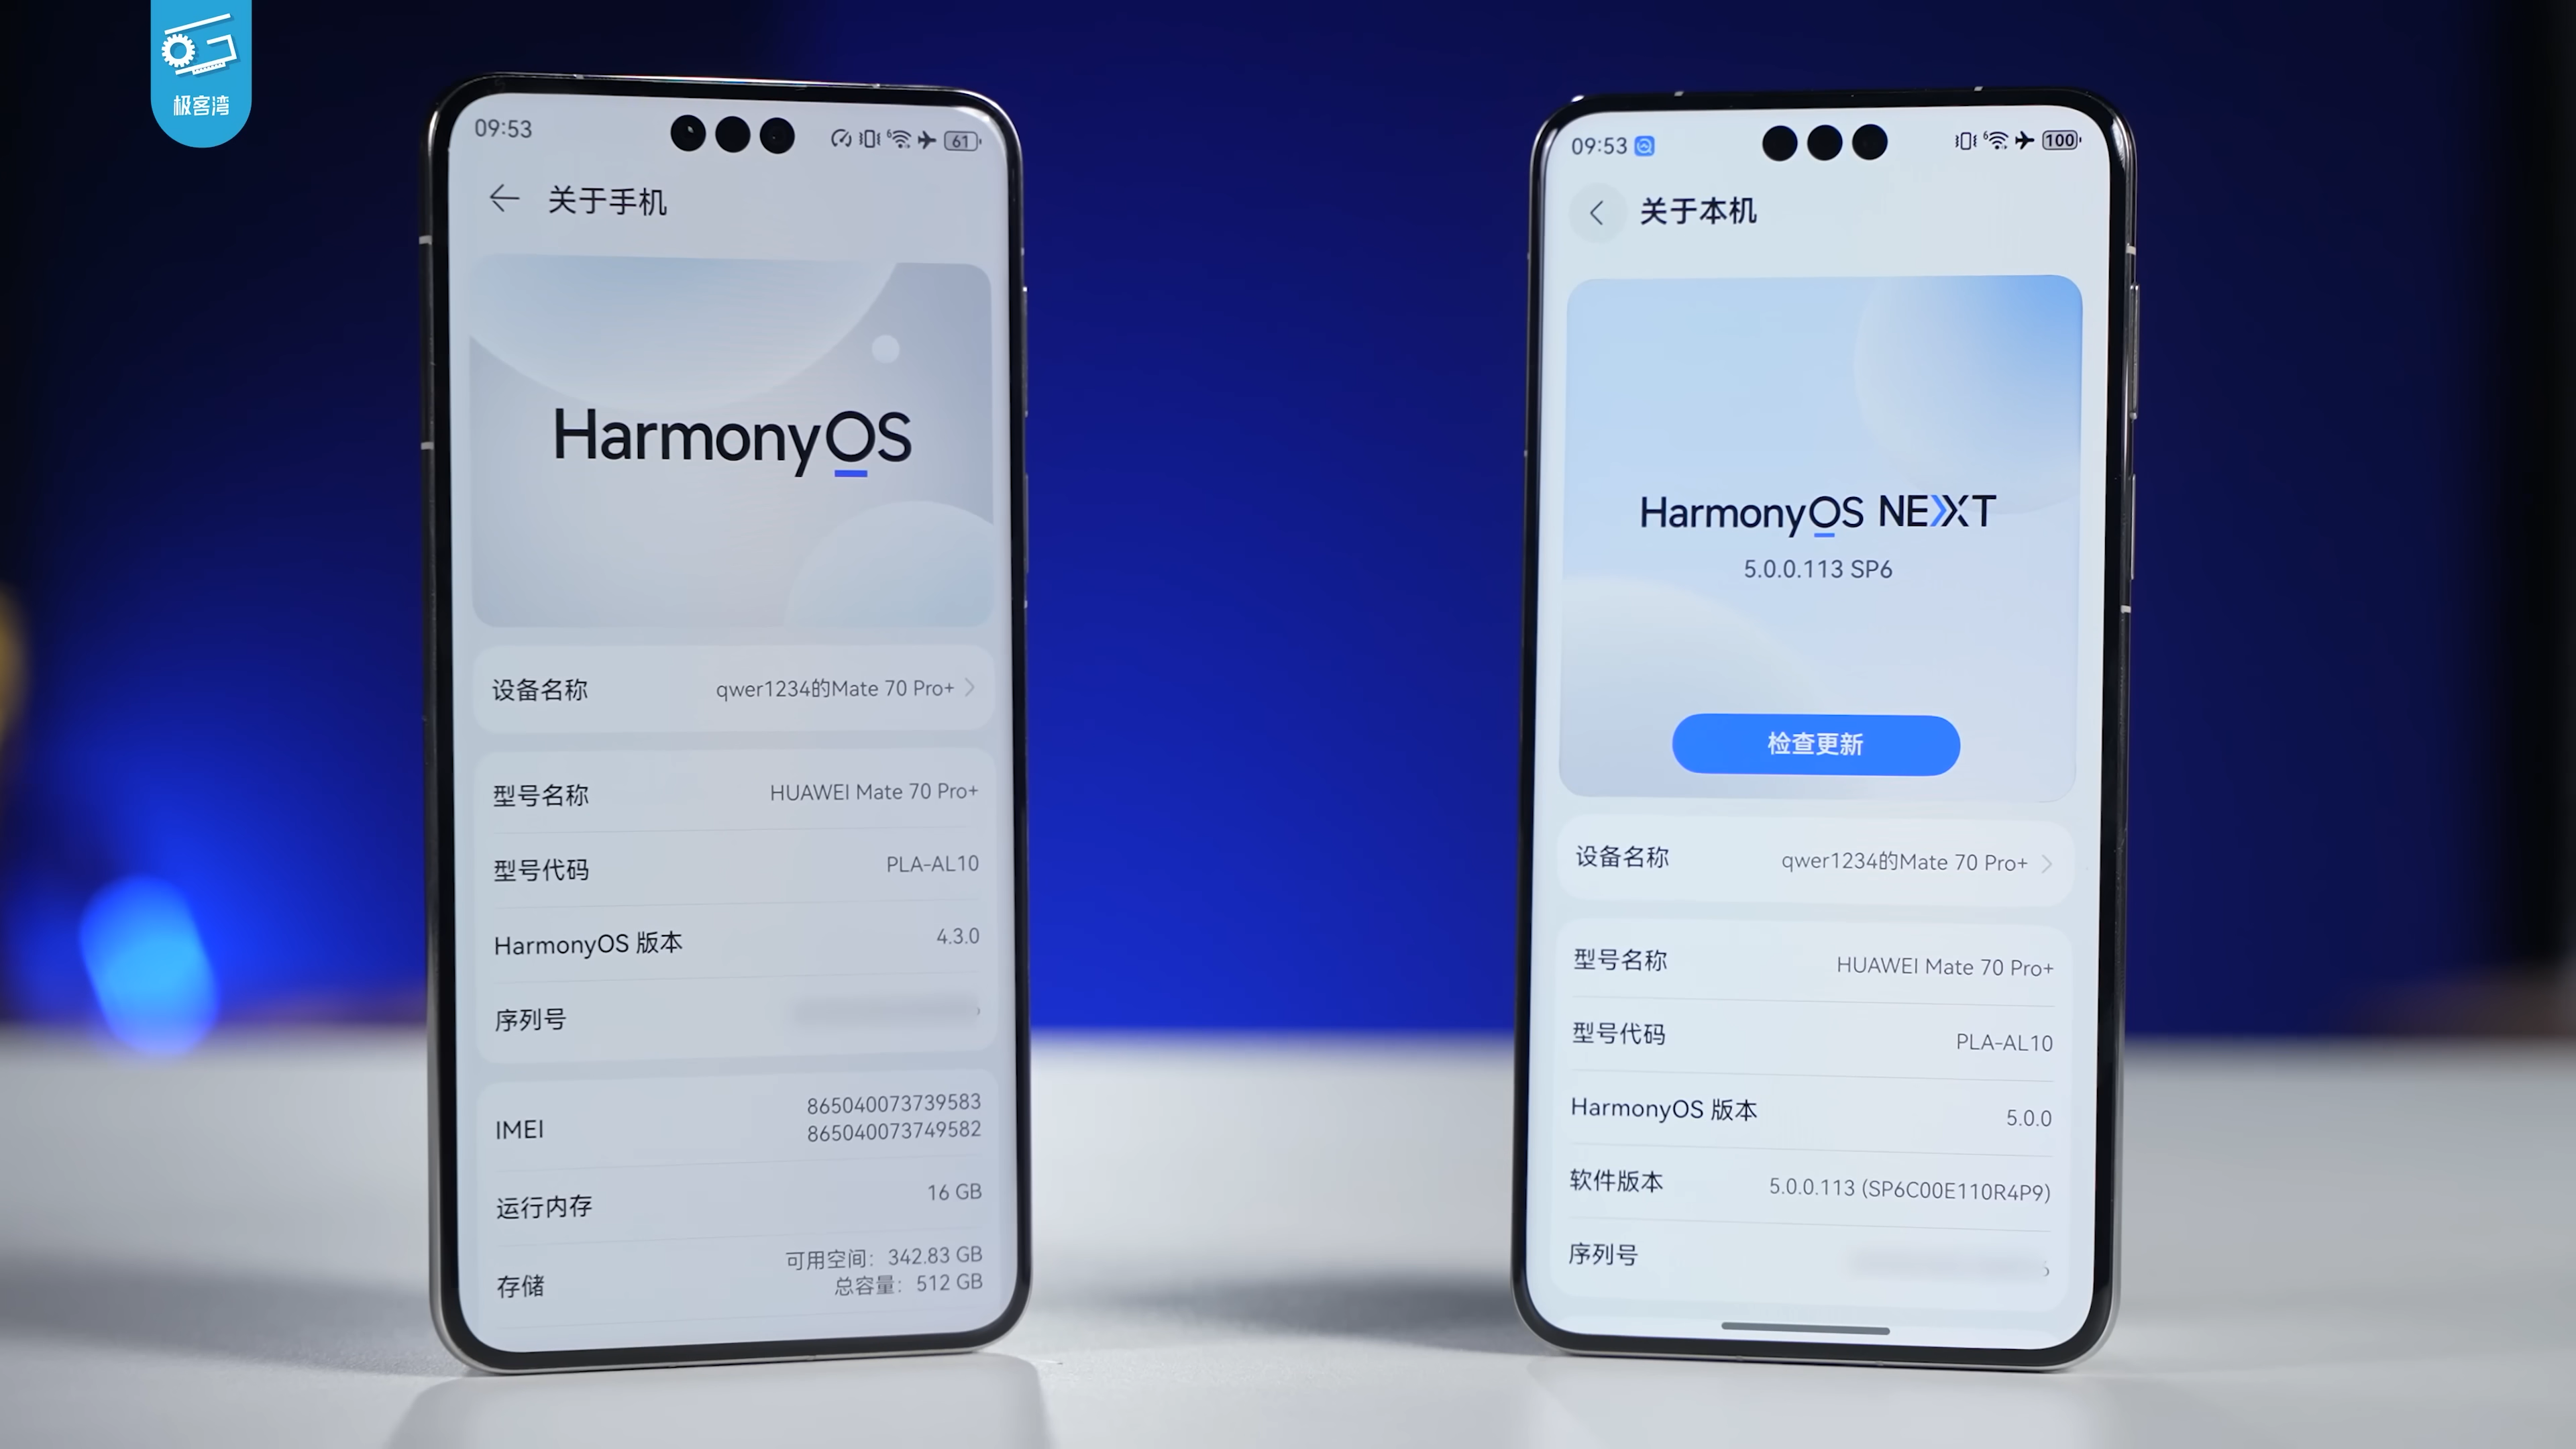 极客湾
09:53
61
关于手机
HarmonyOS
设备名称 qwer1234的Mate 70 Pro+
型号名称 HUAWEI Mate 70 Pro+
型号代码 PLA-AL10
HarmonyOS 版本 4.3.0
序列号
IMEI 865040073739583
865040073749582
运行内存 16 GB
存储 可用空间：342.83 GB
总容量：512 GB
09:53
100
关于本机
HarmonyOS NEXT
5.0.0.113 SP6
检查更新
设备名称 qwer1234的Mate 70 Pro+
型号名称 HUAWEI Mate 70 Pro+
型号代码 PLA-AL10
HarmonyOS 版本 5.0.0
软件版本 5.0.0.113 (SP6C00E110R4P9)
序列号